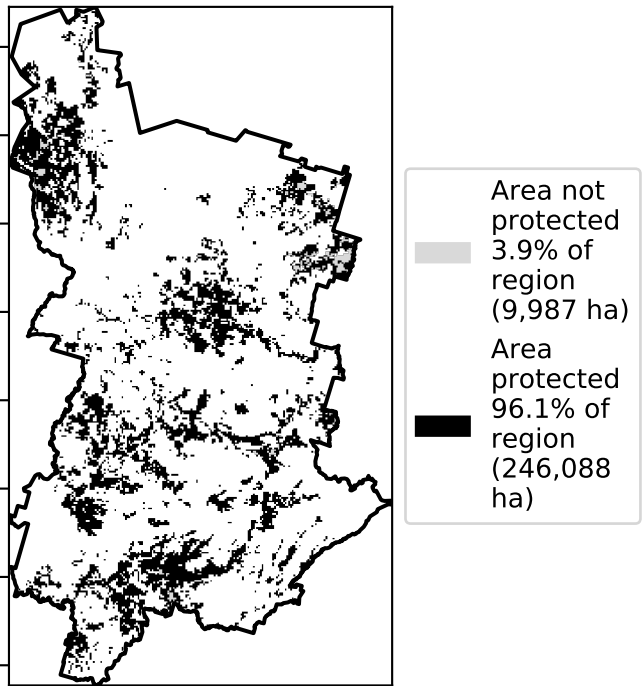 Area not
protected
3.9% of
region
(9,987 ha)
Area
protected
96.1% of
region
(246,088
ha)